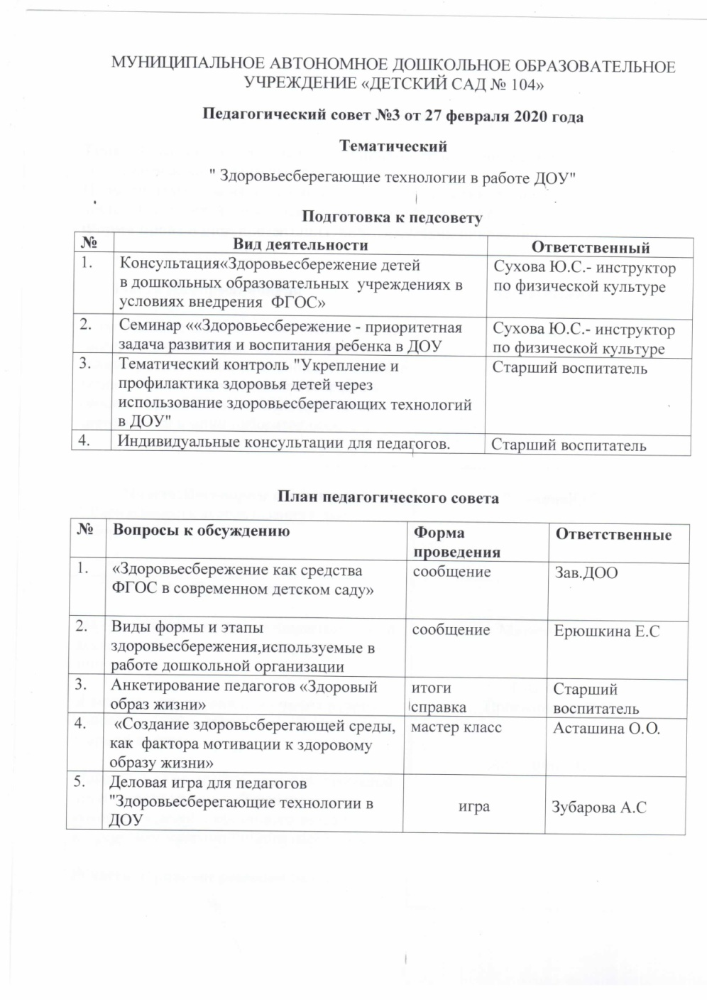 МУНИЦИПАЛЬНОЕ АВТОНОМНОЕ ДОШКОЛЬНОЕ ОБРАЗОВАТЕЛЬНОЕ
УЧРЕЖДЕНИЕ «ДЕТСКИЙ САД № 104»
Педагогический совет №3 от 27 февраля 2020 года
Тематический
" Здоровьесберегающие технологии в работе ДОУ"
Подготовка к педсовету
№ Вид деятельности Ответственный
1. Консультация«Здоровьесбережение детей Сухова Ю.С.- инструктор
в дошкольных образовательных учреждениях в по физической культуре
условиях внедрения ФГОС»
2. Семинар ««Здоровьесбережение - приоритетная Сухова Ю.С.- инструктор
задача развития и воспитания ребенка в ДОУ по физической культуре
3. Тематический контроль "Укрепление и Старший воспитатель
профилактика здоровья детей через
использование здоровьесберегающих технологий
в ДОУ"
4. Индивидуальные консультации для педагогов. Старший воспитатель
План педагогического совета
№ Вопросы к обсуждению Форма Ответственные
проведения
1. «Здоровьесбережение как средства сообщение Зав.ДОО
ФГОС в современном детском саду»
2. Виды формы и этапы сообщение Ерюшкина Е.С
здоровьесбережения,используемые в
работе дошкольной организации
3. Анкетирование педагогов «Здоровый итоги Старший
образ жизни» справка воспитатель
4. «Создание здоровьсберегающей среды, мастер класс Асташина О.О.
как фактора мотивации к здоровому
образу жизни»
5. Деловая игра для педагогов
"Здоровьесберегающие технологии в игра Зубарова А.С
ДОУ